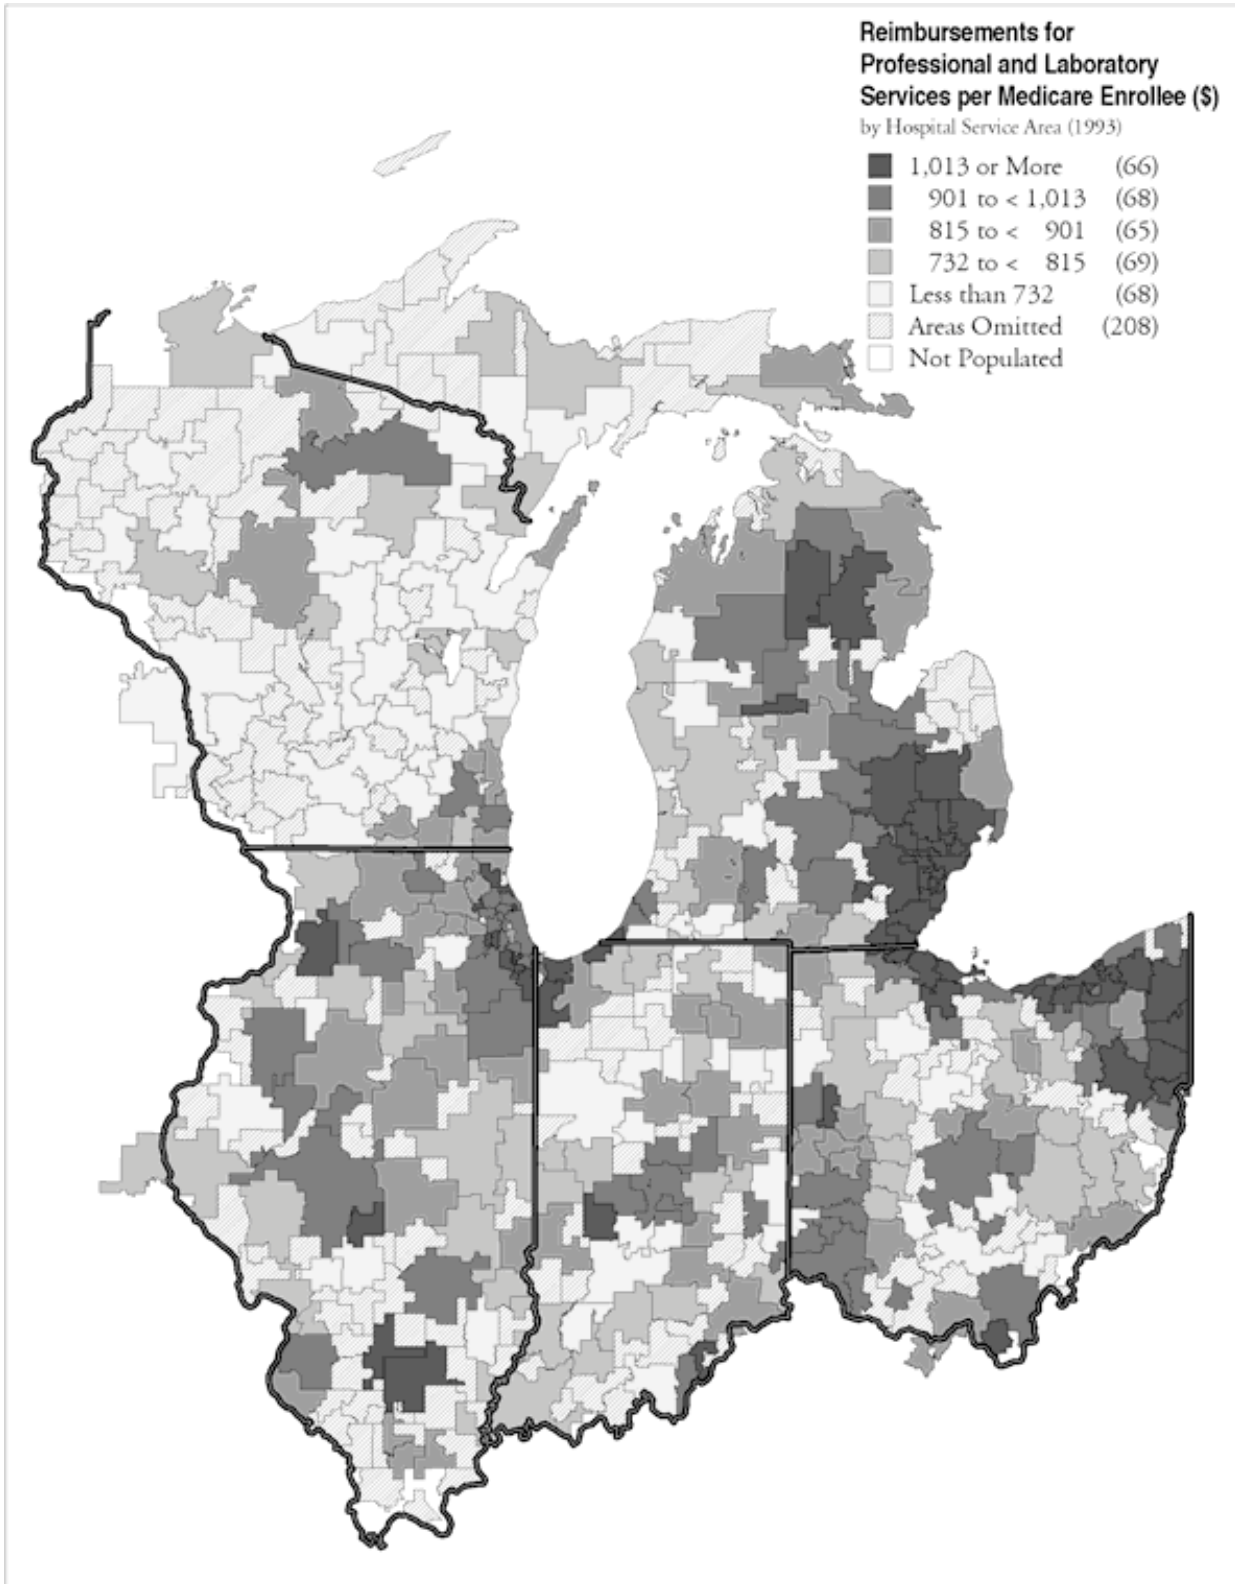 Reimbursements for
Professional and Laboratory
Services per Medicare Enrollee ($)
by Hospital Service Area (1993)
1,013 or More (66)
901 to < 1,013 (68)
815 to < 901 (65)
732 to < 815 (69)
Less than 732 (68)
Areas Omitted (208)
Not Populated